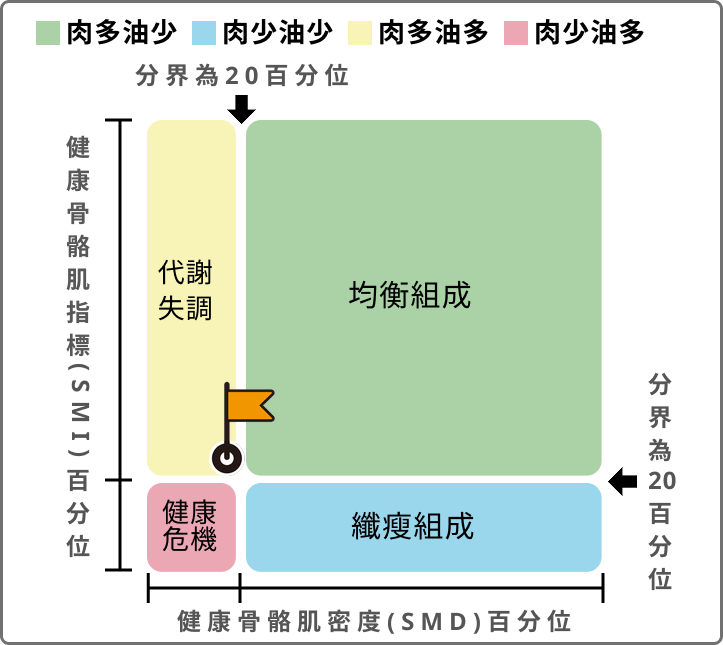 肉多油少 肉少油少 肉多油多 肉少油多
分界為20百分位
健康骨骼肌指標(SMI)百分位
代謝
失調
均衡組成
分界為20百分位
健康
危機
纖瘦組成
健康骨骼肌密度(SMD)百分位